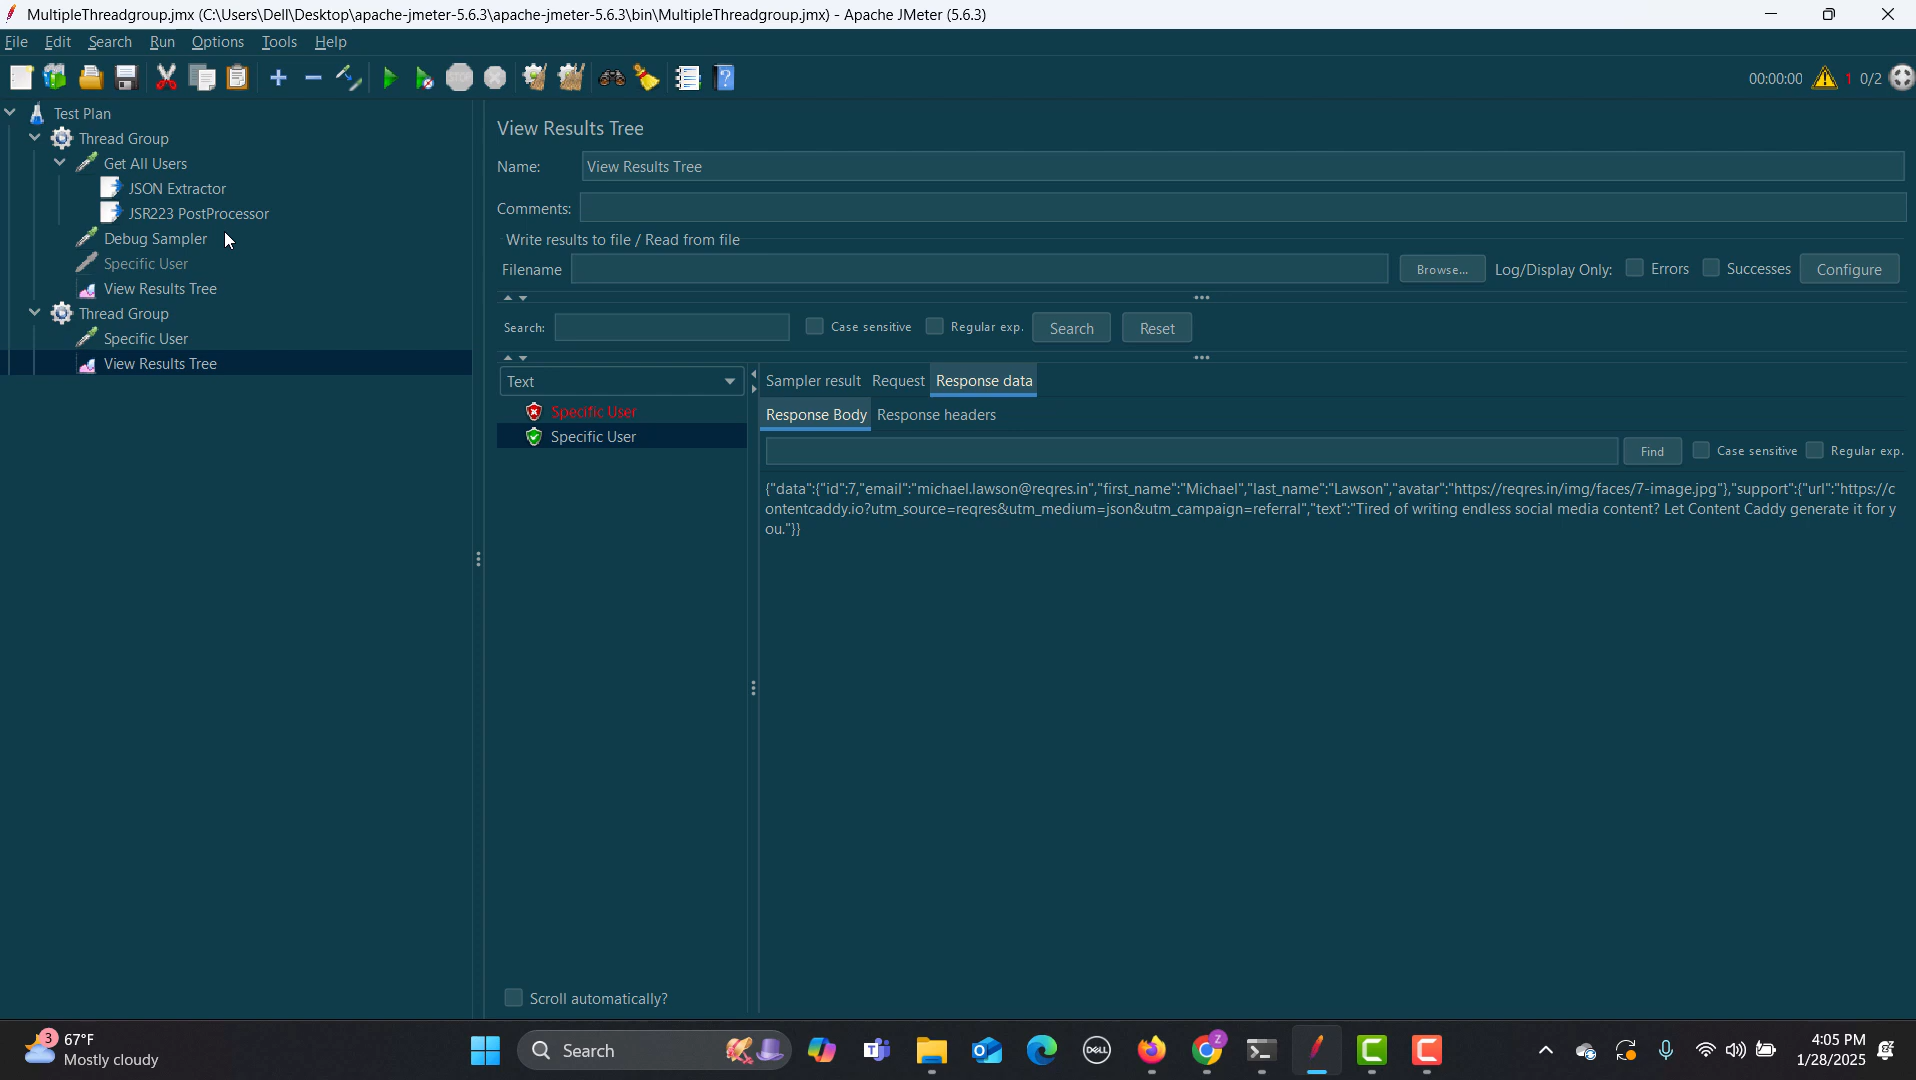 MultipleThreadgroup.jmx (C:\Users\Dell\Desktop\apache-jmeter-5.6.3\apache-jmeter-5.6.3\bin\MultipleThreadgroup.jmx) - Apache JMeter (5.6.3)
File Edit Search Run Options Tools Help
STOP 00:00:00 1 0/2
Test Plan
Thread Group
Get All Users
JSON Extractor
JSR223 PostProcessor
Debug Sampler
Specific User
View Results Tree
Thread Group
Specific User
View Results Tree
View Results Tree
Name: View Results Tree
Comments:
Write results to file / Read from file
Filename Browse... Log/Display Only: Errors Successes Configure
Search: Case sensitive Regular exp. Search Reset
Text
Specific User
Specific User
Scroll automatically?
Sampler result Request Response data
Response Body Response headers
Find Case sensitive Regular exp.
{"data":{"id":7,"email":"michael.lawson@reqres.in","first_name":"Michael","last_name":"Lawson","avatar":"https://reqres.in/img/faces/7-image.jpg"},"support":{"url":"https://c
ontentcaddy.io?utm_source=reqres&utm_medium=json&utm_campaign=referral","text":"Tired of writing endless social media content? Let Content Caddy generate it for y
ou."}}
3 67°F
Mostly cloudy
Search
DELL
Z
4:05 PM
1/28/2025